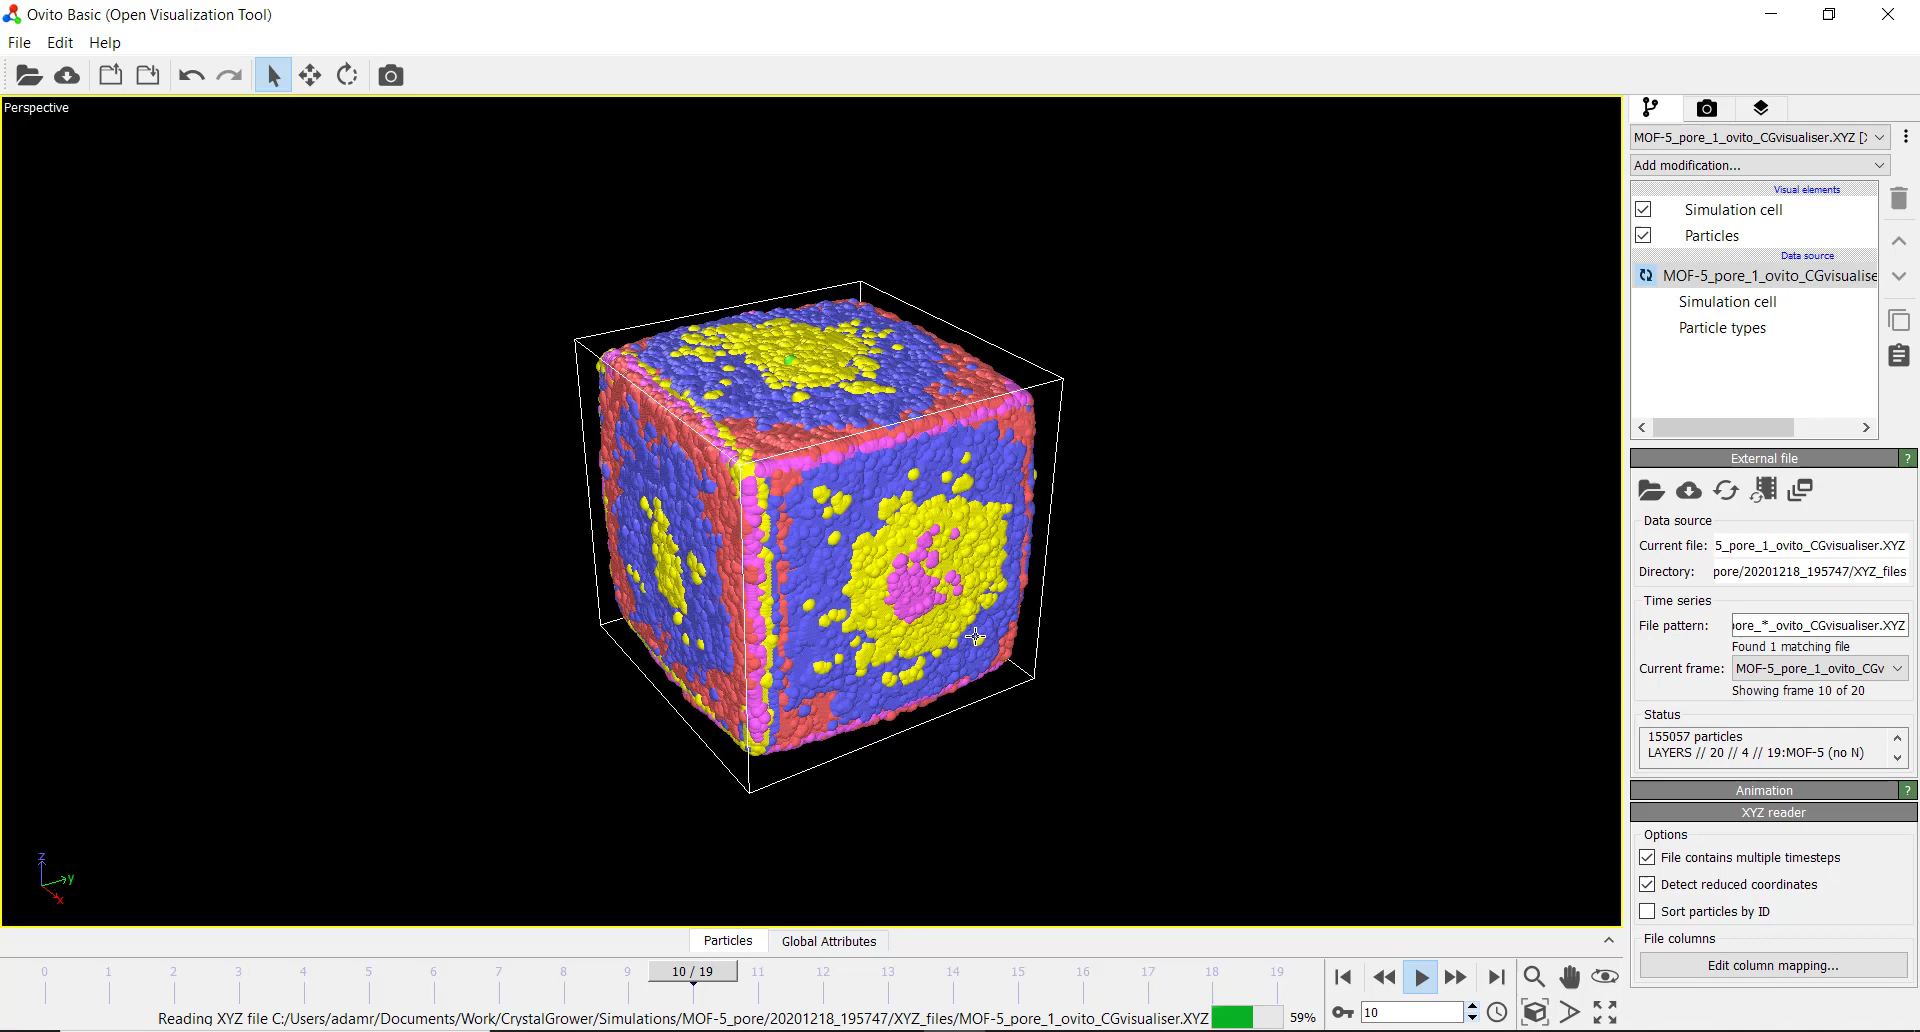 Ovito Basic (Open Visualization Tool)
File Edit Help
Perspective
MOF-5_pore_1_ovito_CGvisualiser.XYZ [
Add modification...
Visual elements
Simulation cell
Particles
Data source
MOF-5_pore_1_ovito_CGvisualise
Simulation cell
Particle types
External file ?
Data source
Current file: 5_pore_1_ovito_CGvisualiser.XYZ
Directory: pore/20201218_195747/XYZ_files
Time series
File pattern: ore_*_ovito_CGvisualiser.XYZ
Found 1 matching file
Current frame: MOF-5_pore_1_ovito_CGv
Showing frame 10 of 20
Status
155057 particles
LAYERS // 20 // 4 // 19:MOF-5 (no N)
Animation ?
XYZ reader
Options
File contains multiple timesteps
Detect reduced coordinates
Sort particles by ID
File columns
Edit column mapping...
z
y
x
Particles Global Attributes
0 1 2 3 4 5 6 7 8 9 10 / 19 11 12 13 14 15 16 17 18 19
Reading XYZ file C:/Users/adamr/Documents/Work/CrystalGrower/Simulations/MOF-5_pore/20201218_195747/XYZ_files/MOF-5_pore_1_ovito_CGvisualiser.XYZ 59% 10